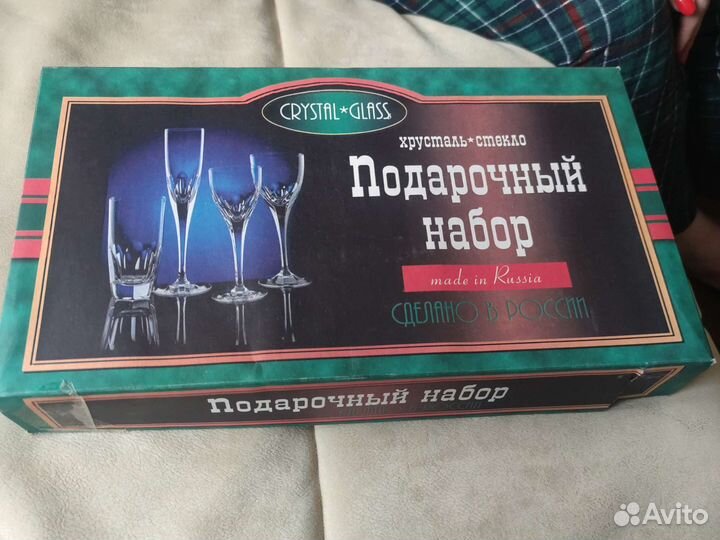 CRYSTAL*GLASS
хрусталь*стекло
Подарочный
набор
made in Russia
СДЕЛАНО В РОССИИ
Подарочный набор
Avito